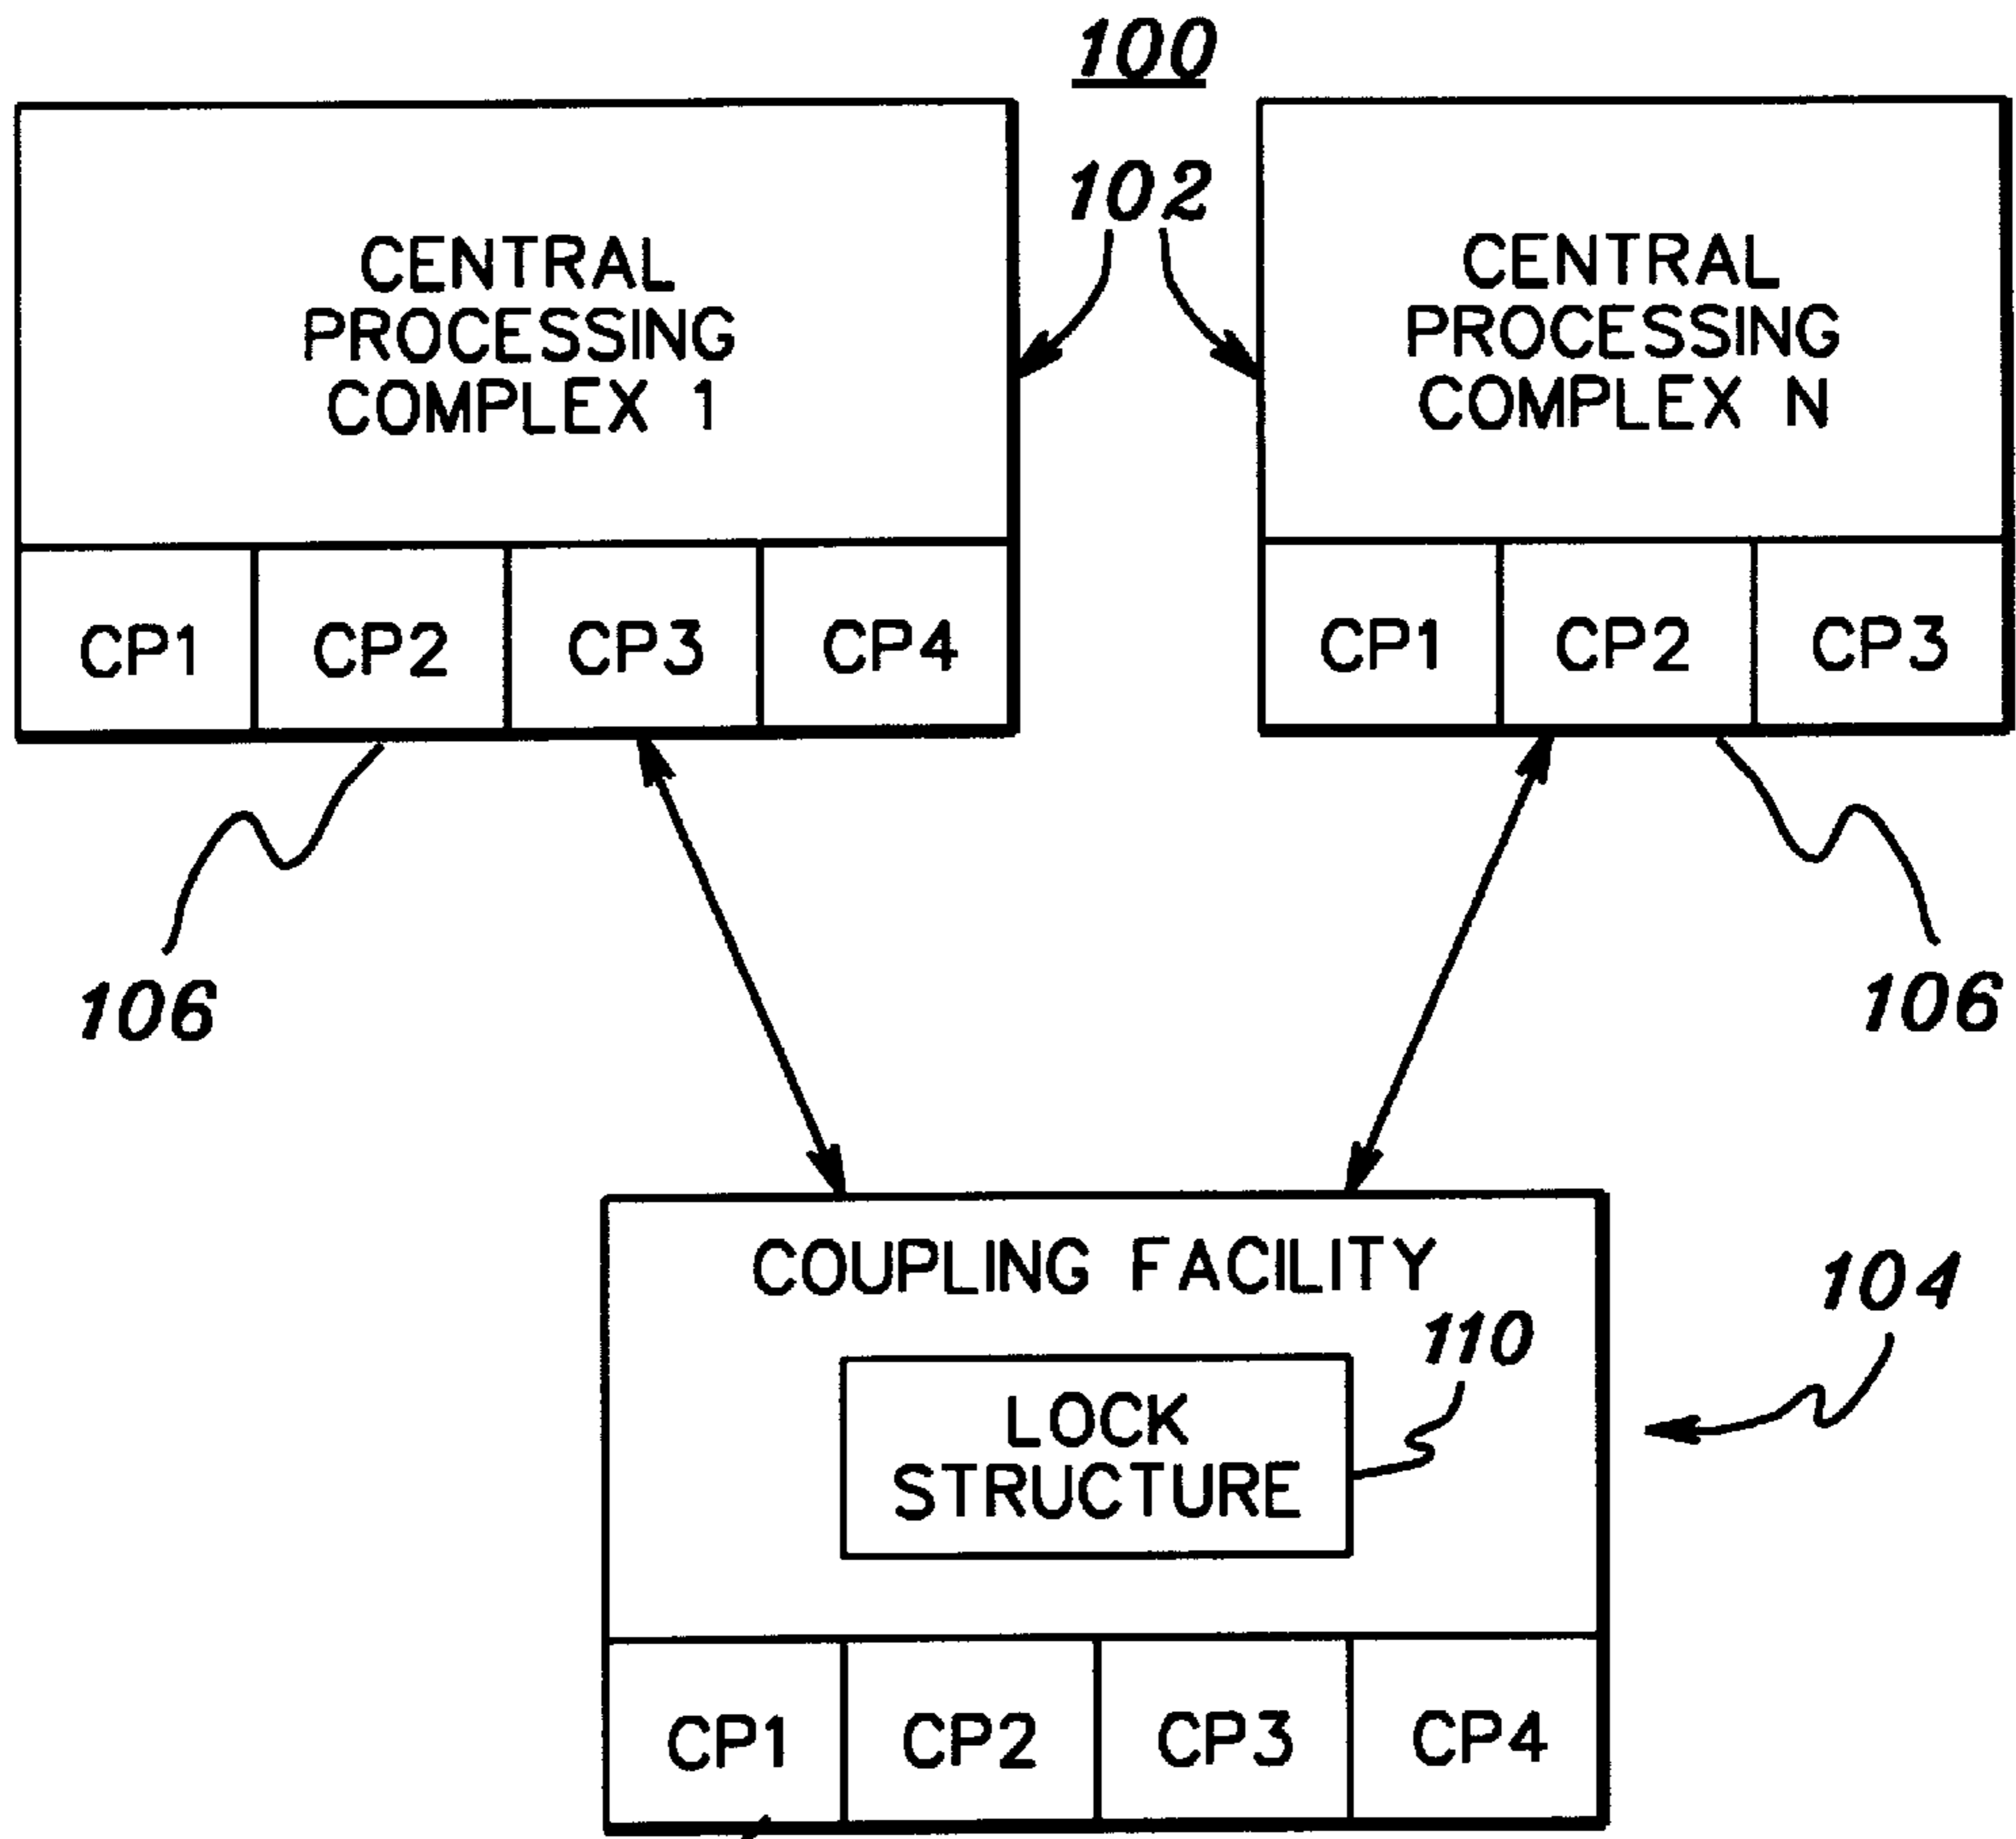 100
102
CENTRAL
PROCESSING
COMPLEX 1
CENTRAL
PROCESSING
COMPLEX N
CP1 CP2 CP3 CP4
CP1 CP2 CP3
106
106
COUPLING FACILITY
104
110
LOCK
STRUCTURE
CP1 CP2 CP3 CP4